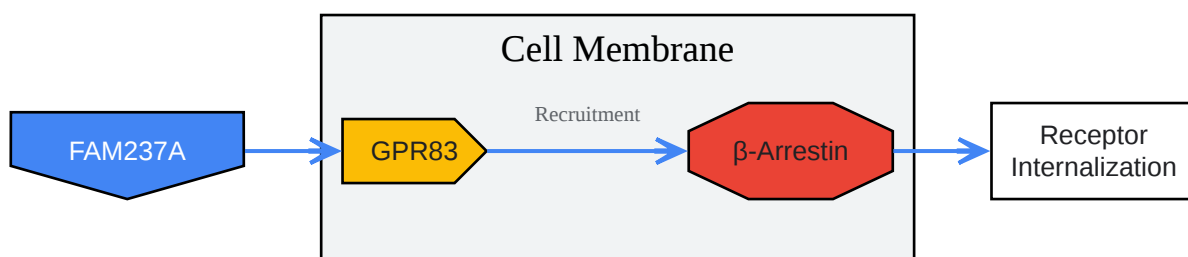 Cell Membrane
FAM237A
GPR83
Recruitment
β-Arrestin
Receptor
Internalization